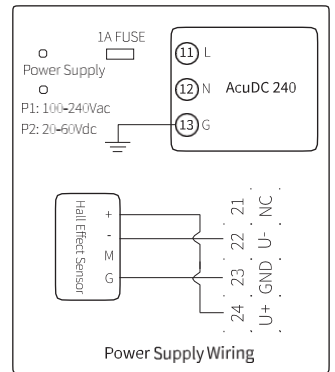 1A FUSE
11 L
Power Supply
12 N AcuDC 240
P1: 100-240Vac
P2: 20-60Vdc
13 G
Hall Effect Sensor
+
-
M
G
21 NC
22 U-
23 GND
24 U+
Power Supply Wiring